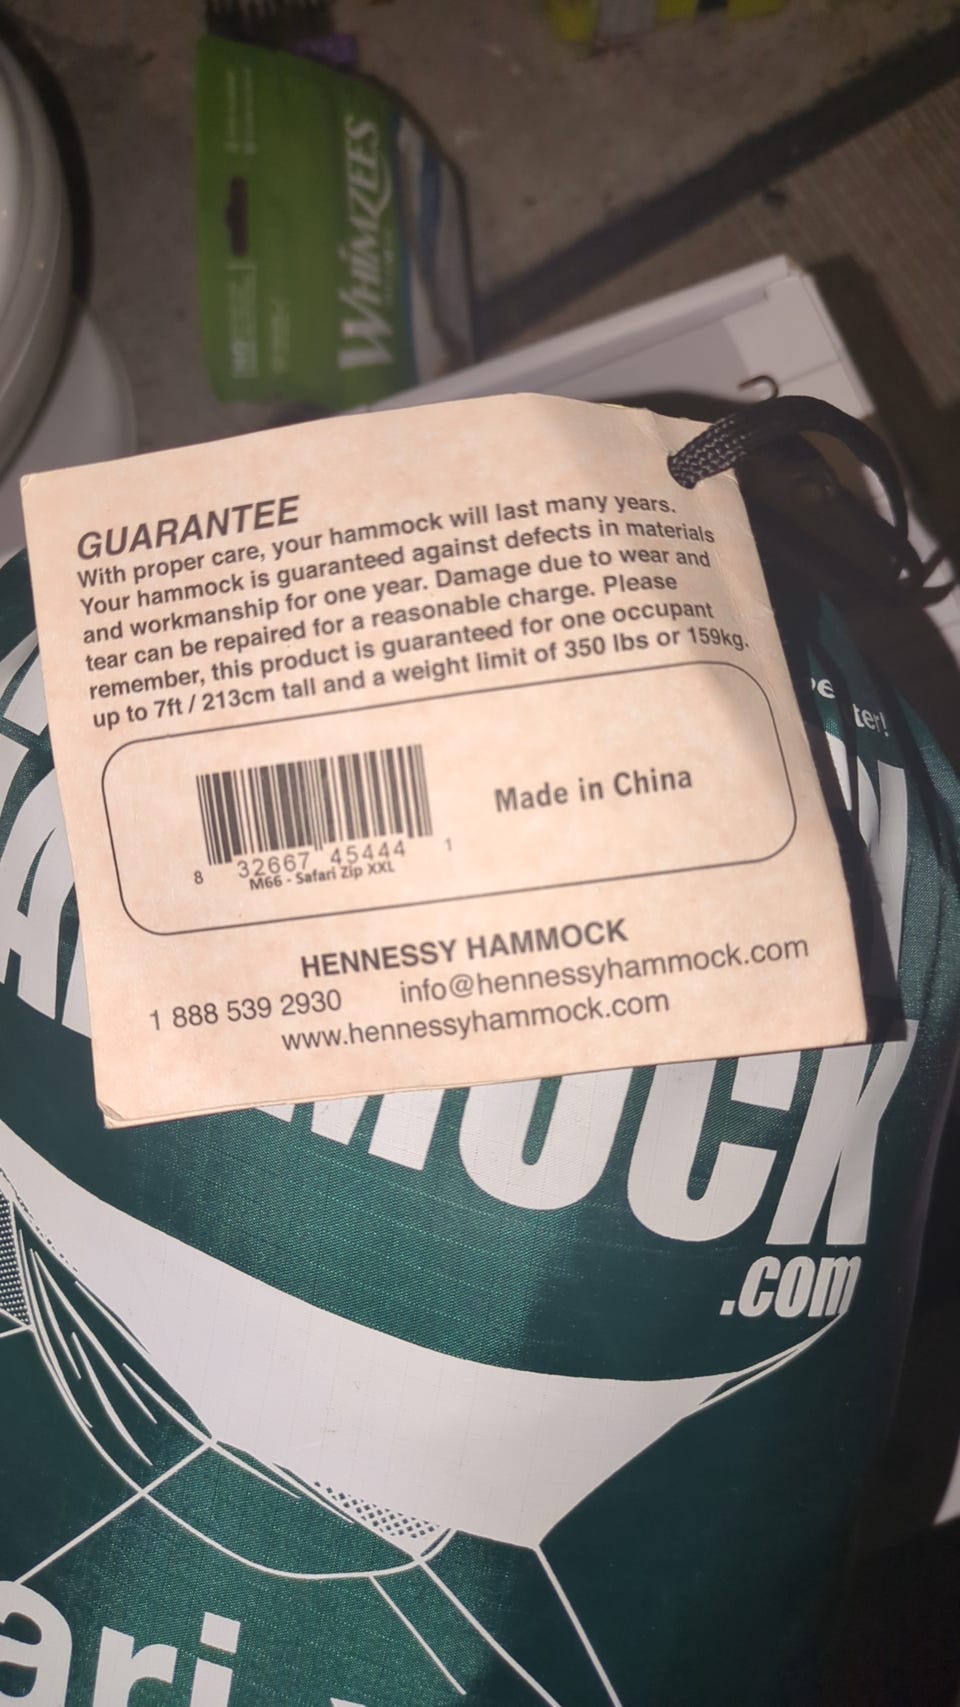 WHIMZEES
GUARANTEE
With proper care, your hammock will last many years.
Your hammock is guaranteed against defects in materials
and workmanship for one year. Damage due to wear and
tear can be repaired for a reasonable charge. Please
remember, this product is guaranteed for one occupant
up to 7ft / 213cm tall and a weight limit of 350 lbs or 159kg.
Made in China
8 32667 45444 1
M66 - Safari Zip XXL
HENNESSY HAMMOCK
1 888 539 2930 info@hennessyhammock.com
www.hennessyhammock.com
ter!
MOCK
.com
ari